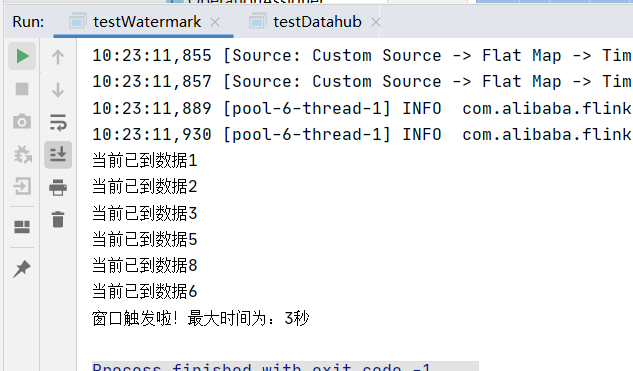 Run: testWatermark testDatahub
10:23:11,855 [Source: Custom Source -> Flat Map -> Tim
10:23:11,857 [Source: Custom Source -> Flat Map -> Tim
10:23:11,889 [pool-6-thread-1] INFO com.alibaba.flink
10:23:11,930 [pool-6-thread-1] INFO com.alibaba.flink
当前已到数据1
当前已到数据2
当前已到数据3
当前已到数据5
当前已到数据8
当前已到数据6
窗口触发啦! 最大时间为: 3秒
Process finished with exit code -1